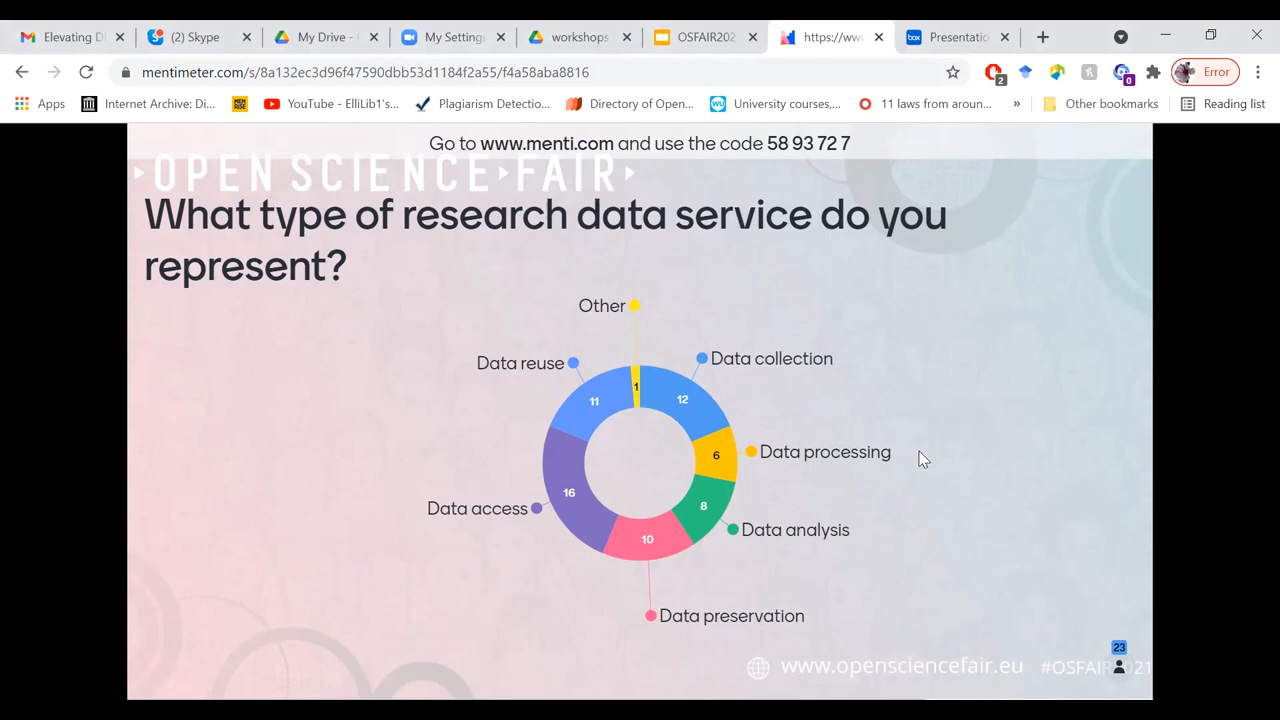 Elevating D
(2) Skype
My Drive -
My Settings
workshops
OSFAIR202
https://ww
Presentatio
mentimeter.com/s/8a132bc3d96f47590dbb53d1184f2a55/f4a58aba8816
2
0
Error
Apps
Internet Archive: Di...
YouTube - ElliLib1's...
Plagiarism Detectio...
Directory of Open...
University courses,...
11 laws from aroun...
»
Other bookmarks
Reading list
Go to www.menti.com and use the code 58 93 72 7
OPEN SCIENCE FAIR
What type of research data service do you
represent?
Other
Data reuse
Data collection
1
11
12
Data processing
6
16
8
Data access
Data analysis
10
Data preservation
23
www.opensciencefair.eu #OSFAIR2021